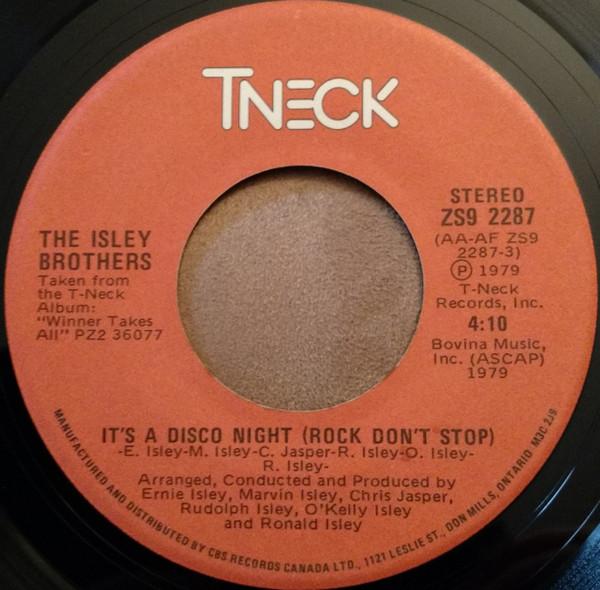 TNECK
STEREO
ZS9 2287
(AA-AF ZS9
2287-3)
Ⓟ 1979
T-Neck
Records, Inc.
4:10
Bovina Music,
Inc. (ASCAP)
1979
THE ISLEY
BROTHERS
Taken from
the T-Neck
Album:
"Winner Takes
All" PZ2 36077
IT'S A DISCO NIGHT (ROCK DON'T STOP)
-E. Isley-M. Isley-C. Jasper-R. Isley-O. Isley-
R. Isley-
Arranged, Conducted and Produced by
Ernie Isley, Marvin Isley, Chris Jasper,
Rudolph Isley, O'Kelly Isley
and Ronald Isley
MANUFACTURED AND DISTRIBUTED BY CBS RECORDS CANADA LTD., 1121 LESLIE ST., DON MILLS, ONTARIO M3C 2J9